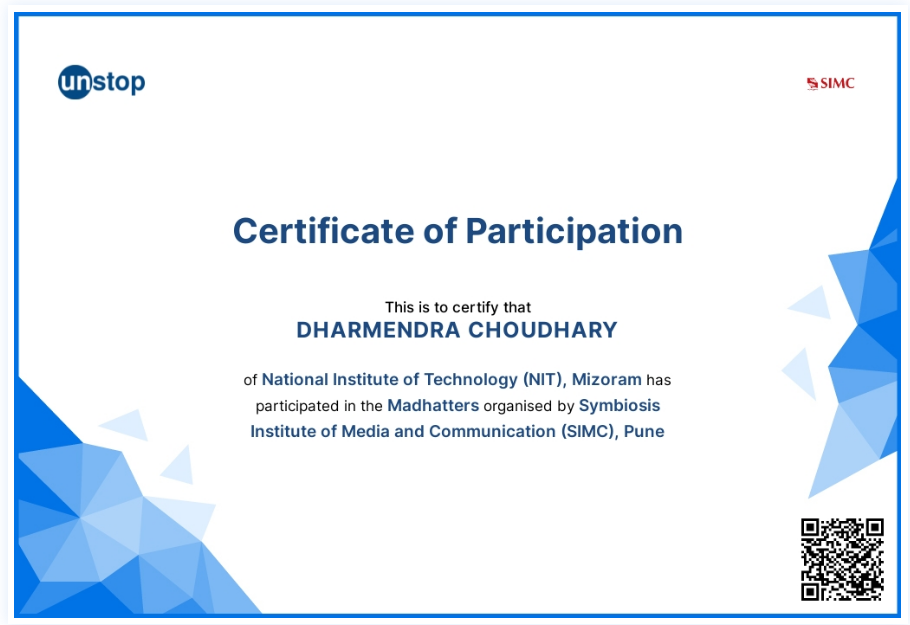 unstop
SIMC
Certificate of Participation
This is to certify that
DHARMENDRA CHOUDHARY
of National Institute of Technology (NIT), Mizoram has
participated in the Madhatters organised by Symbiosis
Institute of Media and Communication (SIMC), Pune